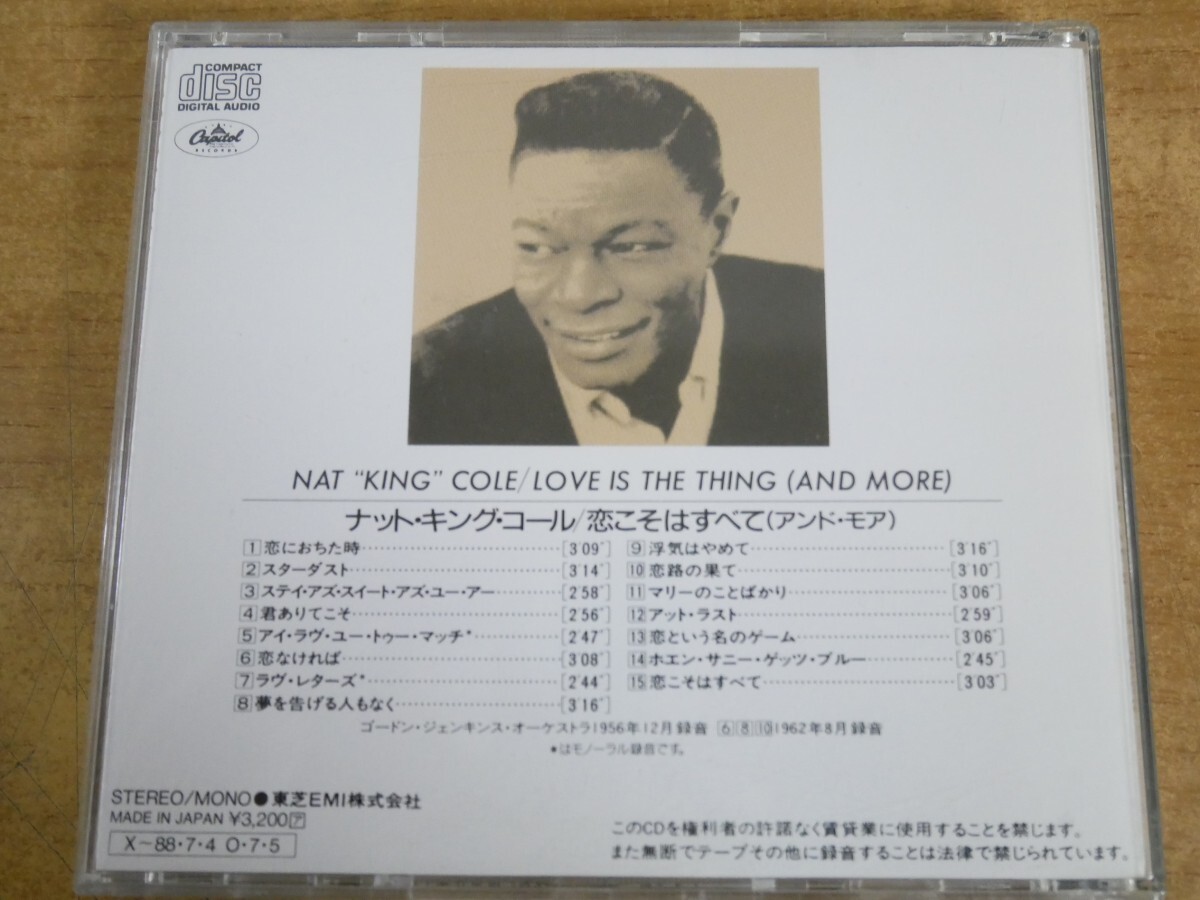 COMPACT
disc
DIGITAL AUDIO
Capitol
RECORDS
NAT "KING" COLE/LOVE IS THE THING (AND MORE)
ナット・キング・コール/恋こそはすべて(アンド・モア)
1 恋におちた時……[3'09"]
2 スターダスト……[3'14"]
3 ステイ・アズ・スイート・アズ・ユー・アー……[2'58"]
4 君ありてこそ……[2'56"]
5 アイ・ラヴ・ユー・トゥー・マッチ*……[2'47"]
6 恋なければ……[3'08"]
7 ラヴ・レターズ*……[2'44"]
8 夢を告げる人もなく……[3'16"]
9 浮気はやめて……[3'16"]
10 恋路の果て……[3'10"]
11 マリーのことばかり……[3'06"]
12 アット・ラスト……[2'59"]
13 恋という名のゲーム……[3'06"]
14 ホエン・サニー・ゲッツ・ブルー……[2'45"]
15 恋こそはすべて……[3'03"]
ゴードン・ジェンキンス・オーケストラ1956年12月録音 6 8 10 1962年8月録音
*はモノーラル録音です。
STEREO/MONO●東芝EMI株式会社
MADE IN JAPAN ¥3,200 ア
X~88・7・4 O・7・5
このCDを権利者の許諾なく賃貸業に使用することを禁じます。
また無断でテープその他に録音することは法律で禁じられています。